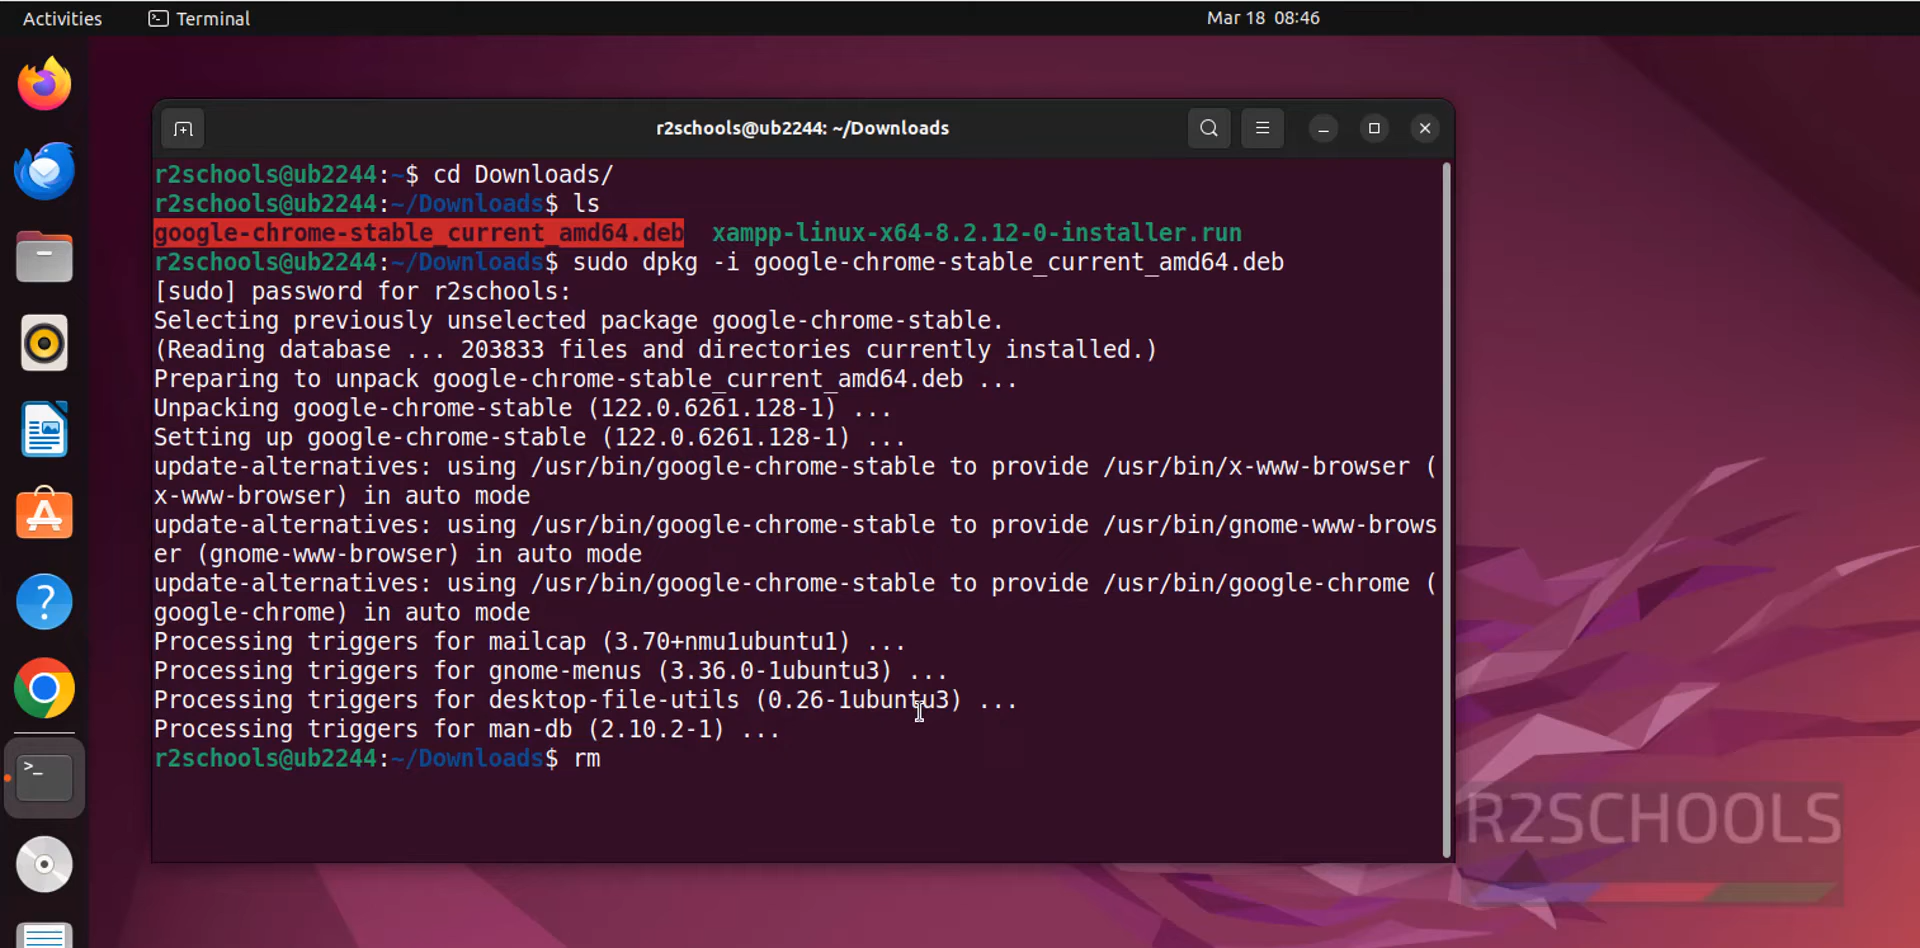 Activities Terminal Mar 18 08:46
r2schools@ub2244: ~/Downloads
r2schools@ub2244:~$ cd Downloads/
r2schools@ub2244:~/Downloads$ ls
google-chrome-stable_current_amd64.deb  xampp-linux-x64-8.2.12-0-installer.run
r2schools@ub2244:~/Downloads$ sudo dpkg -i google-chrome-stable_current_amd64.deb
[sudo] password for r2schools:
Selecting previously unselected package google-chrome-stable.
(Reading database ... 203833 files and directories currently installed.)
Preparing to unpack google-chrome-stable_current_amd64.deb ...
Unpacking google-chrome-stable (122.0.6261.128-1) ...
Setting up google-chrome-stable (122.0.6261.128-1) ...
update-alternatives: using /usr/bin/google-chrome-stable to provide /usr/bin/x-www-browser (
x-www-browser) in auto mode
update-alternatives: using /usr/bin/google-chrome-stable to provide /usr/bin/gnome-www-brows
er (gnome-www-browser) in auto mode
update-alternatives: using /usr/bin/google-chrome-stable to provide /usr/bin/google-chrome (
google-chrome) in auto mode
Processing triggers for mailcap (3.70+nmu1ubuntu1) ...
Processing triggers for gnome-menus (3.36.0-1ubuntu3) ...
Processing triggers for desktop-file-utils (0.26-1ubuntu3) ...
Processing triggers for man-db (2.10.2-1) ...
r2schools@ub2244:~/Downloads$ rm
R2SCHOOLS